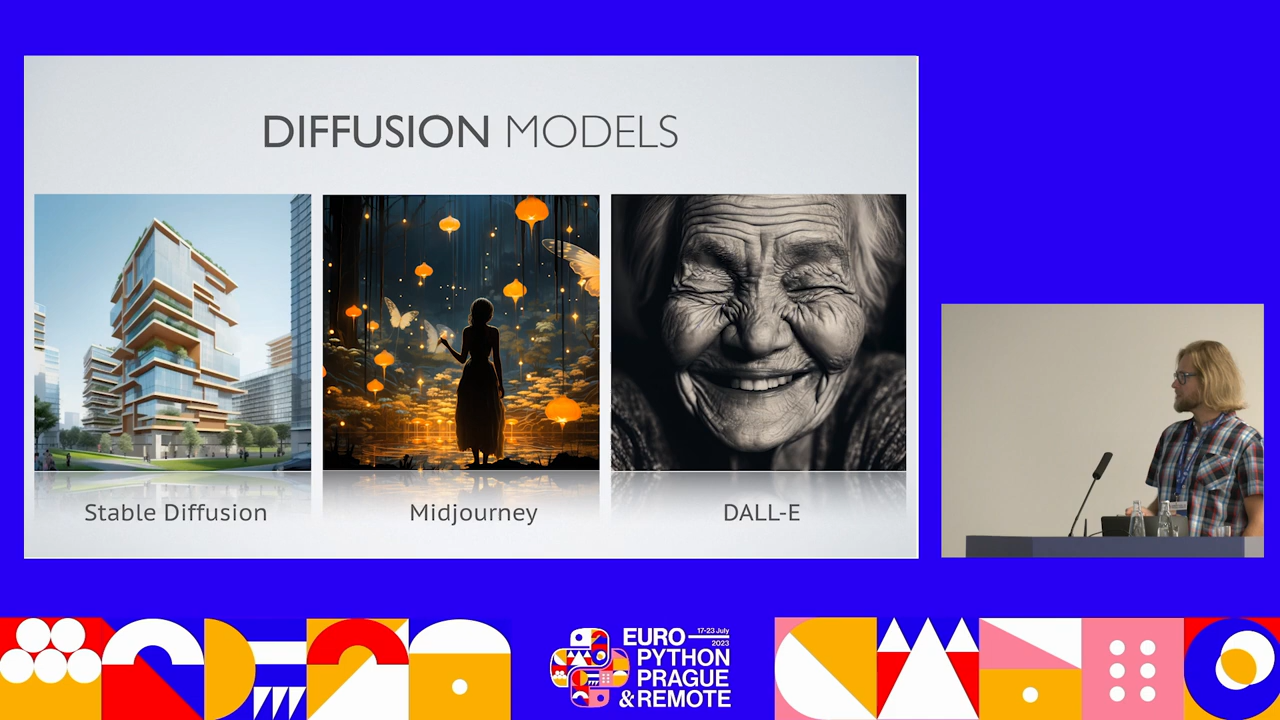 DIFFUSION MODELS
Stable Diffusion
Midjourney
DALL-E
EURO 17-23 July
2023
PYTHON
PRAGUE
& REMOTE